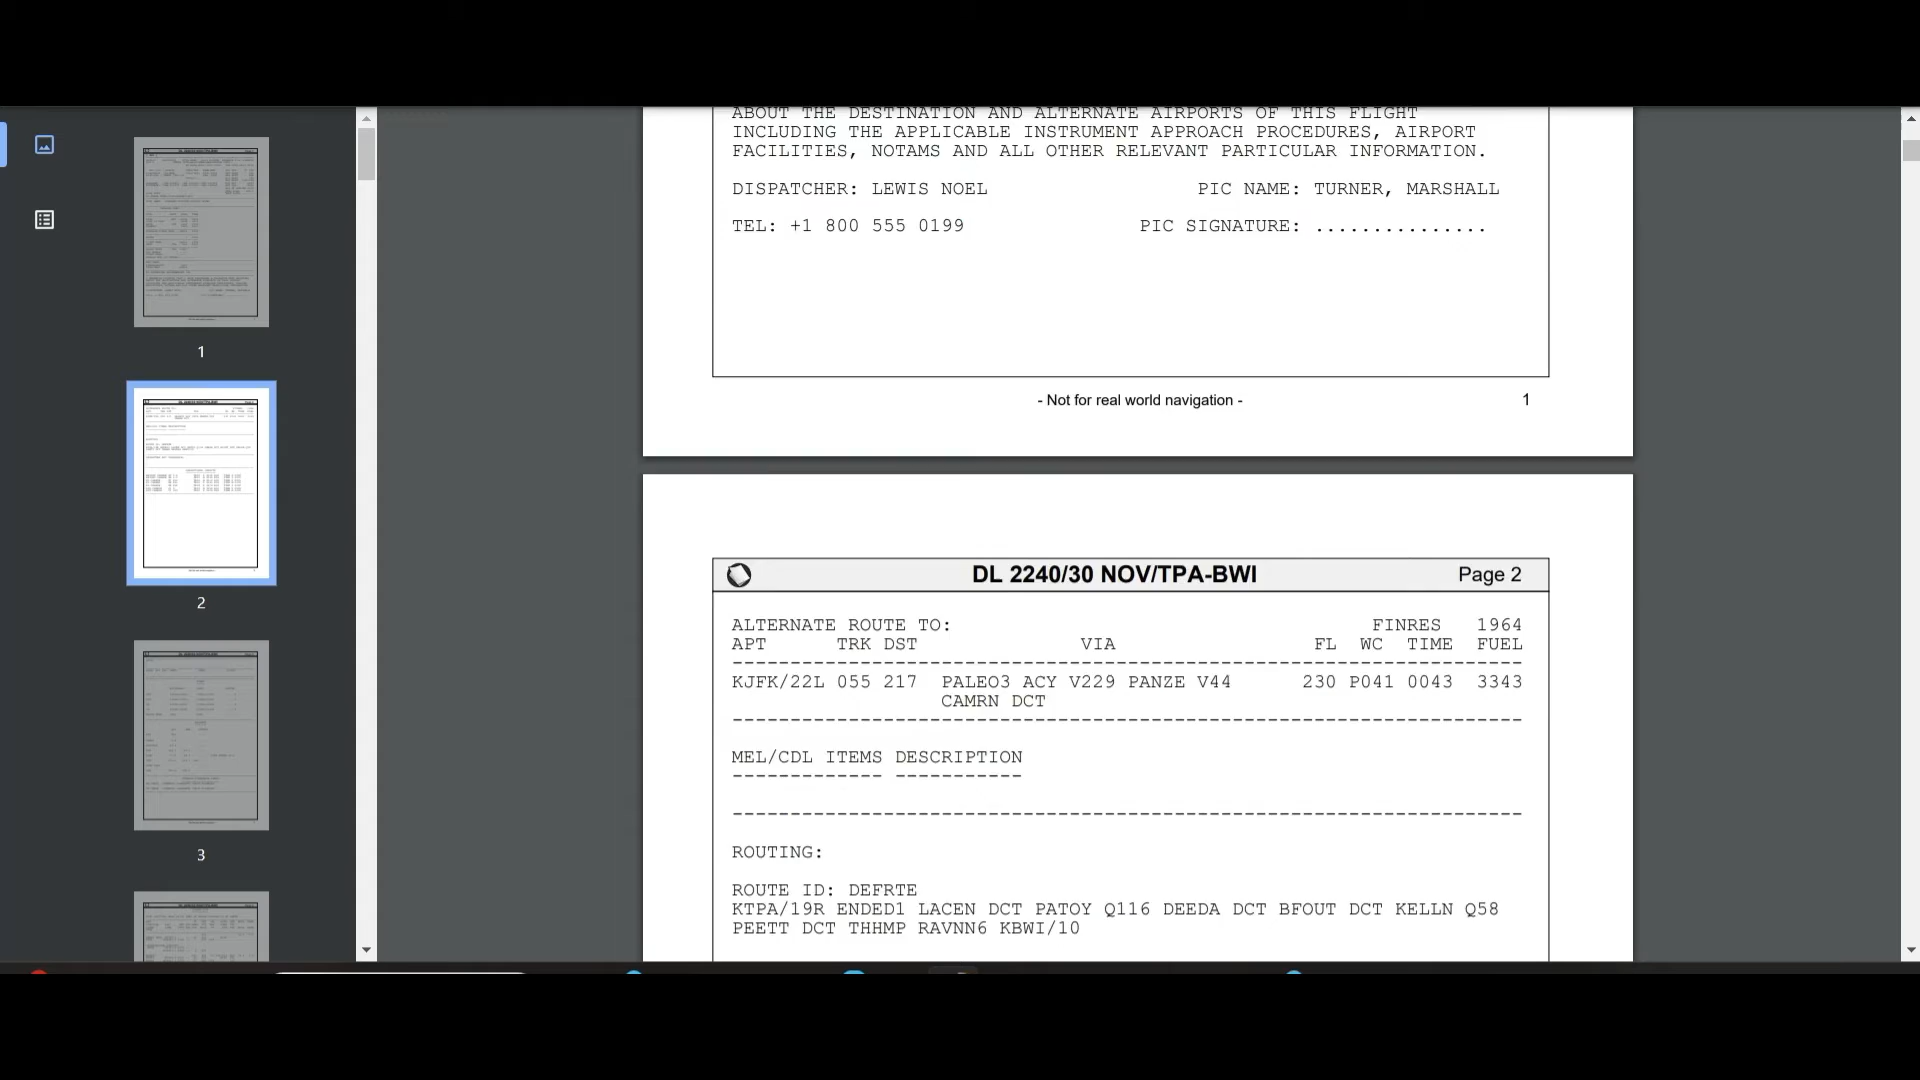 ABOUT THE DESTINATION AND ALTERNATE AIRPORTS OF THIS FLIGHT
INCLUDING THE APPLICABLE INSTRUMENT APPROACH PROCEDURES, AIRPORT
FACILITIES, NOTAMS AND ALL OTHER RELEVANT PARTICULAR INFORMATION.
DISPATCHER: LEWIS NOEL PIC NAME: TURNER, MARSHALL
TEL: +1 800 555 0199 PIC SIGNATURE: ...............
- Not for real world navigation - 1
DL 2240/30 NOV/TPA-BWI Page 2
ALTERNATE ROUTE TO: FINRES 1964
APT TRK DST VIA FL WC TIME FUEL
--------------------------------------------------------------------
KJFK/22L 055 217 PALEO3 ACY V229 PANZE V44 230 P041 0043 3343
CAMRN DCT
--------------------------------------------------------------------
MEL/CDL ITEMS DESCRIPTION
------------- -----------
--------------------------------------------------------------------
ROUTING:
ROUTE ID: DEFRTE
KTPA/19R ENDED1 LACEN DCT PATOY Q116 DEEDA DCT BFOUT DCT KELLN Q58
PEETT DCT THHMP RAVNN6 KBWI/10
1
2
3